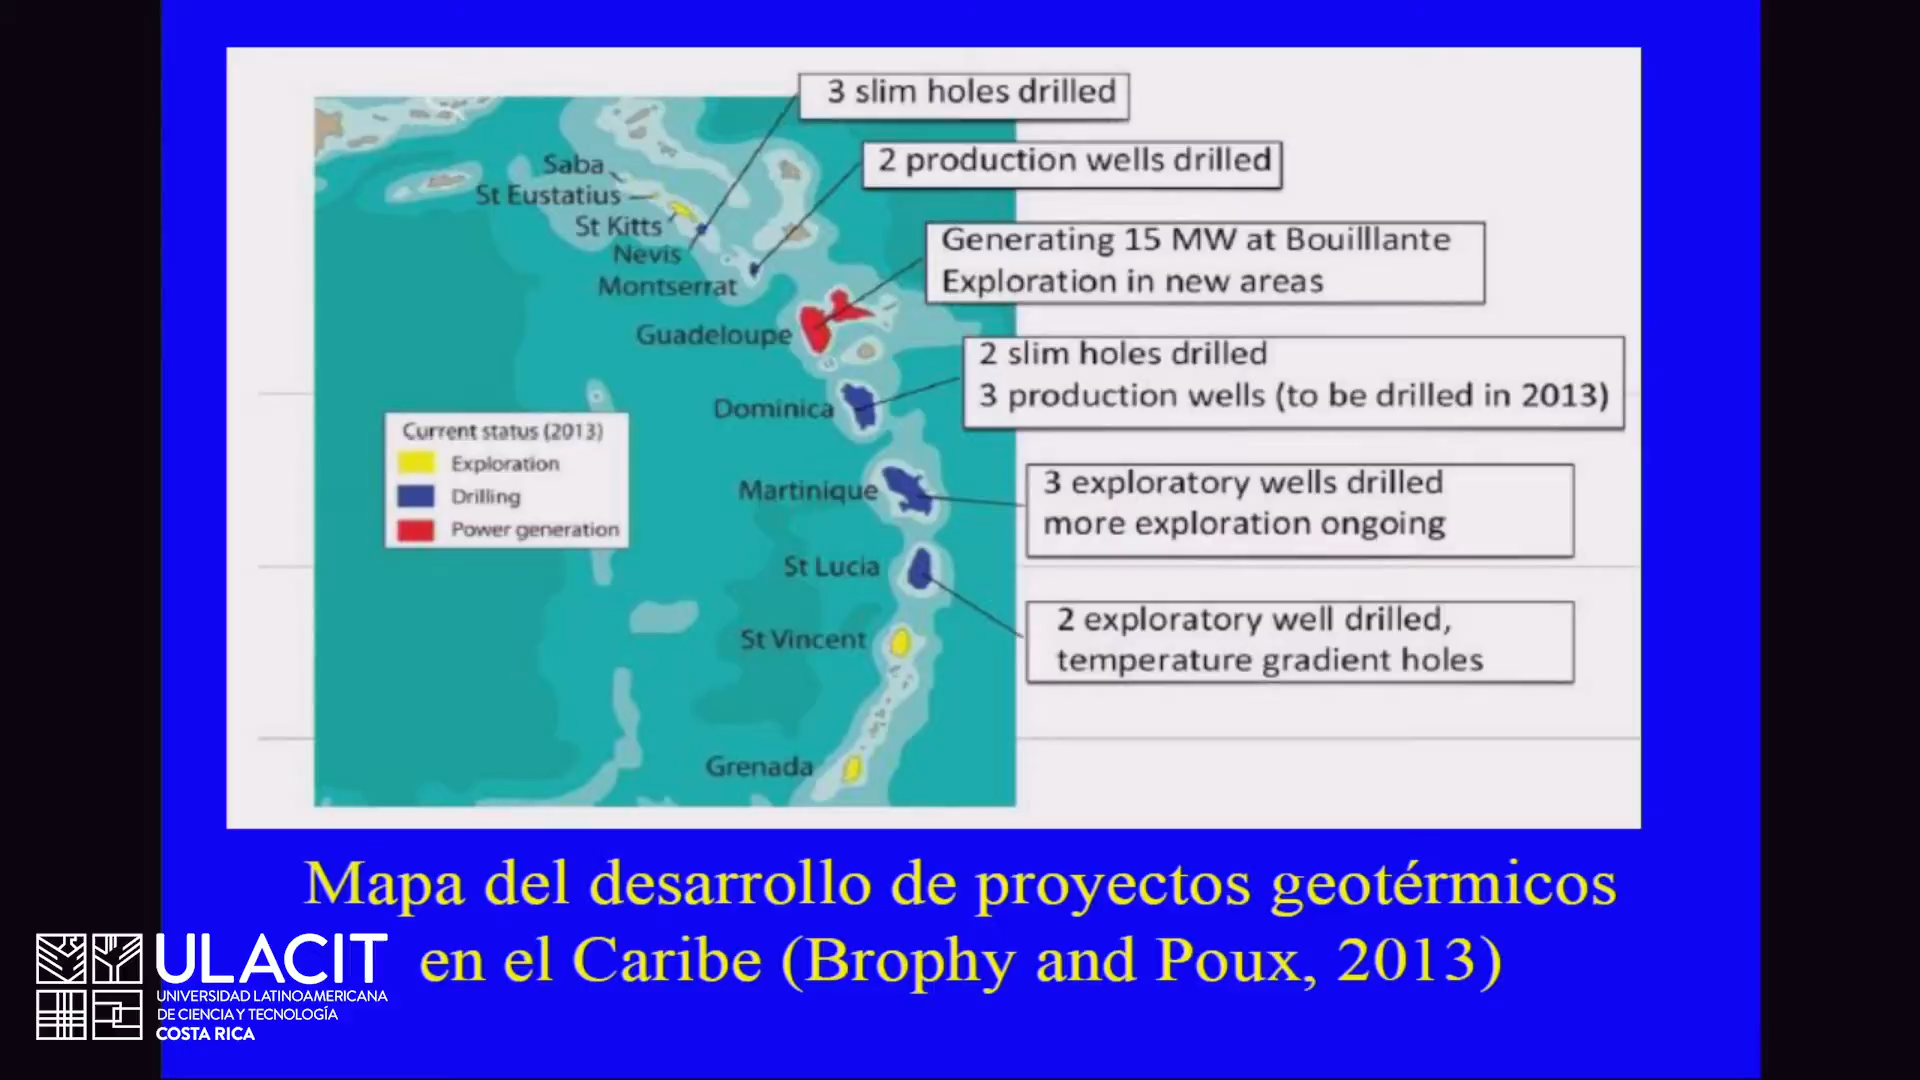 3 slim holes drilled
2 production wells drilled
Generating 15 MW at Bouilllante
Exploration in new areas
2 slim holes drilled
3 production wells (to be drilled in 2013)
3 exploratory wells drilled
more exploration ongoing
2 exploratory well drilled,
temperature gradient holes
Saba
St Eustatius
St Kitts
Nevis
Montserrat
Guadeloupe
Dominica
Martinique
St Lucia
St Vincent
Grenada
Current status (2013)
Exploration
Drilling
Power generation
Mapa del desarrollo de proyectos geotérmicos
en el Caribe (Brophy and Poux, 2013)
ULACIT
UNIVERSIDAD LATINOAMERICANA
DE CIENCIA Y TECNOLOGÍA
COSTA RICA